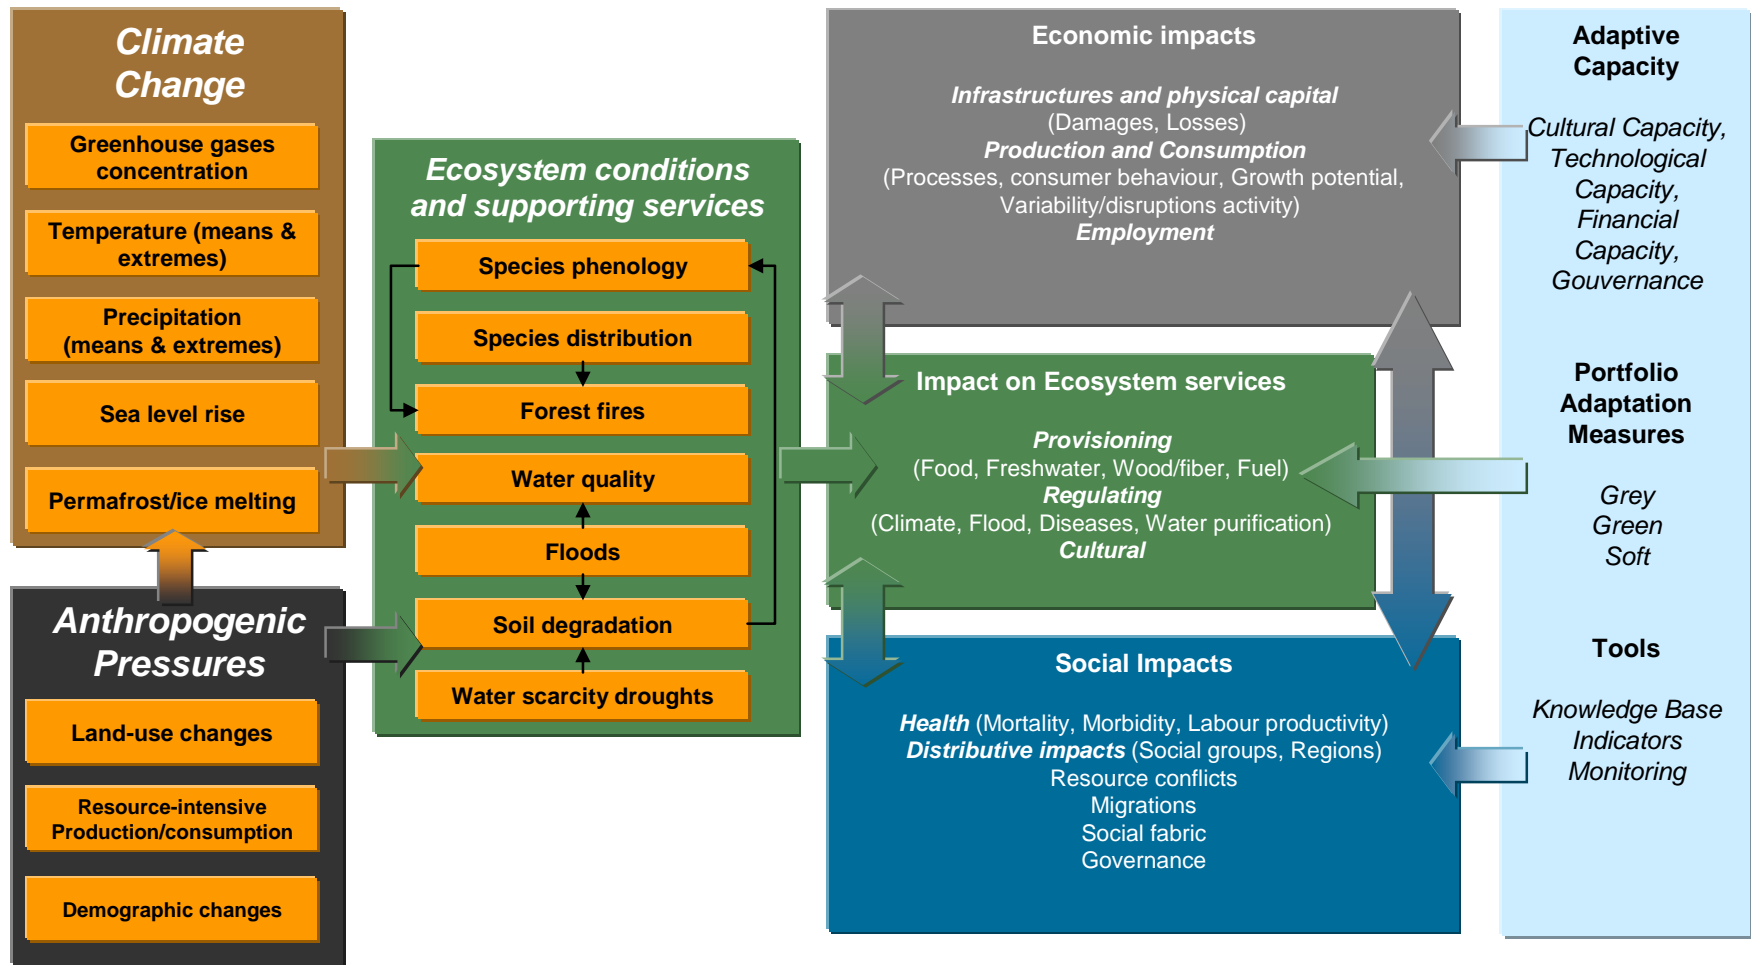 Climate
Change
Greenhouse gases
concentration
Temperature (means &
extremes)
Precipitation
(means & extremes)
Sea level rise
Permafrost/ice melting
Anthropogenic
Pressures
Land-use changes
Resource-intensive
Production/consumption
Demographic changes
Ecosystem conditions
and supporting services
Species phenology
Species distribution
Forest fires
Water quality
Floods
Soil degradation
Water scarcity droughts
Economic impacts
Infrastructures and physical capital
(Damages, Losses)
Production and Consumption
(Processes, consumer behaviour, Growth potential,
Variability/disruptions activity)
Employment
Impact on Ecosystem services
Provisioning
(Food, Freshwater, Wood/fiber, Fuel)
Regulating
(Climate, Flood, Diseases, Water purification)
Cultural
Social Impacts
Health (Mortality, Morbidity, Labour productivity)
Distributive impacts (Social groups, Regions)
Resource conflicts
Migrations
Social fabric
Governance
Adaptive
Capacity
Cultural Capacity,
Technological
Capacity,
Financial
Capacity,
Gouvernance
Portfolio
Adaptation
Measures
Grey
Green
Soft
Tools
Knowledge Base
Indicators
Monitoring